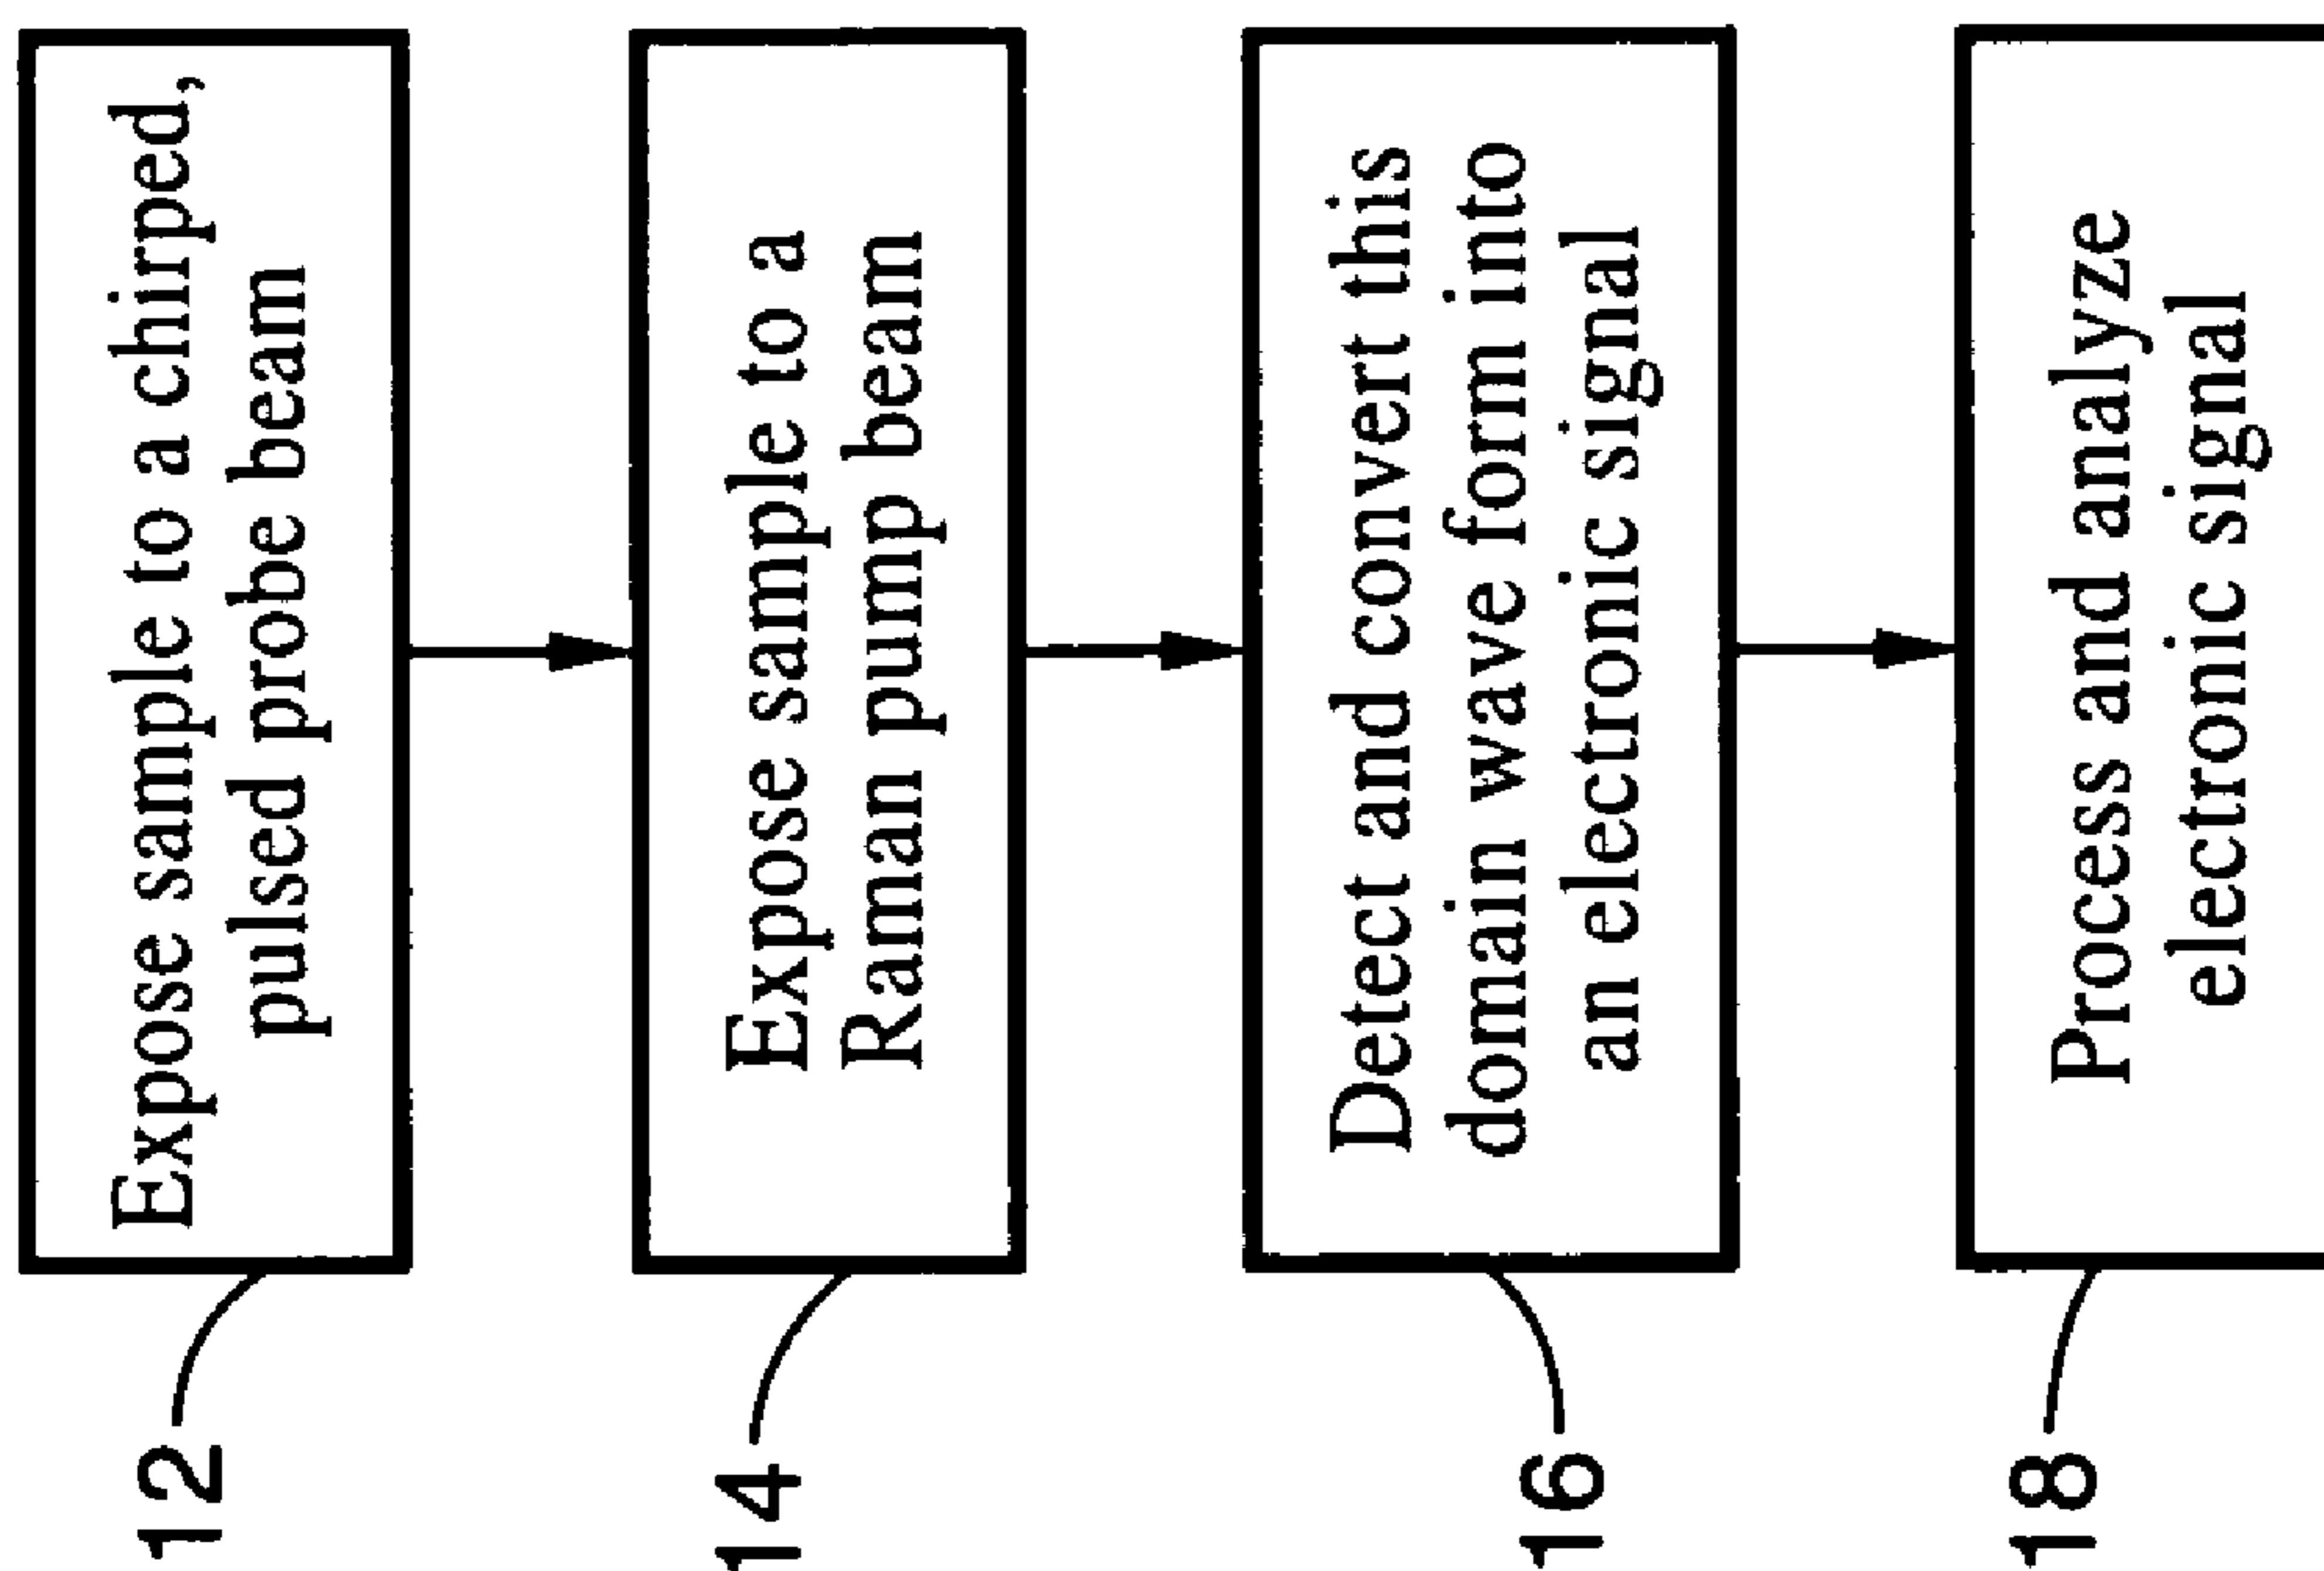 12
Expose sample to a chirped,
pulsed probe beam
14
Expose sample to a
Raman pump beam
16
Detect and convert this
domain wave form into
an electronic signal
18
Process and analyze
electronic signal